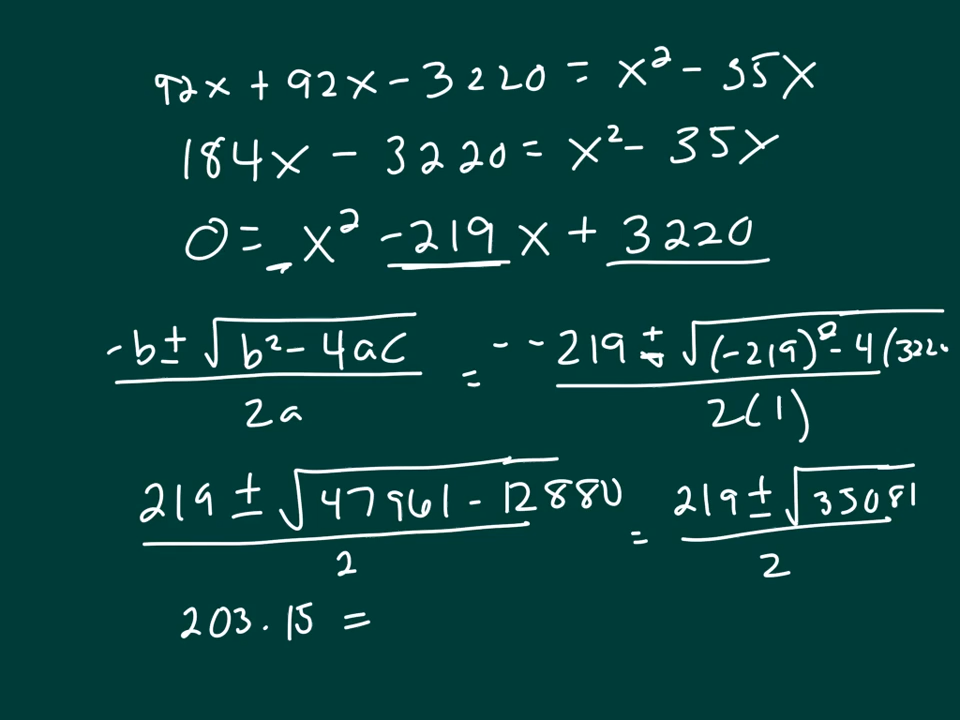 92x + 92x - 3220 = x² - 35x
184x - 3220 = x² - 35x
0 = _ x² - 219x + 3220
-b ± √(b² - 4ac) / 2a = - - 219 ± √((-219)² - 4(3220 / 2(1)
219 ± √(47961 - 12880) / 2 = 219 ± √35081 / 2
203.15 =